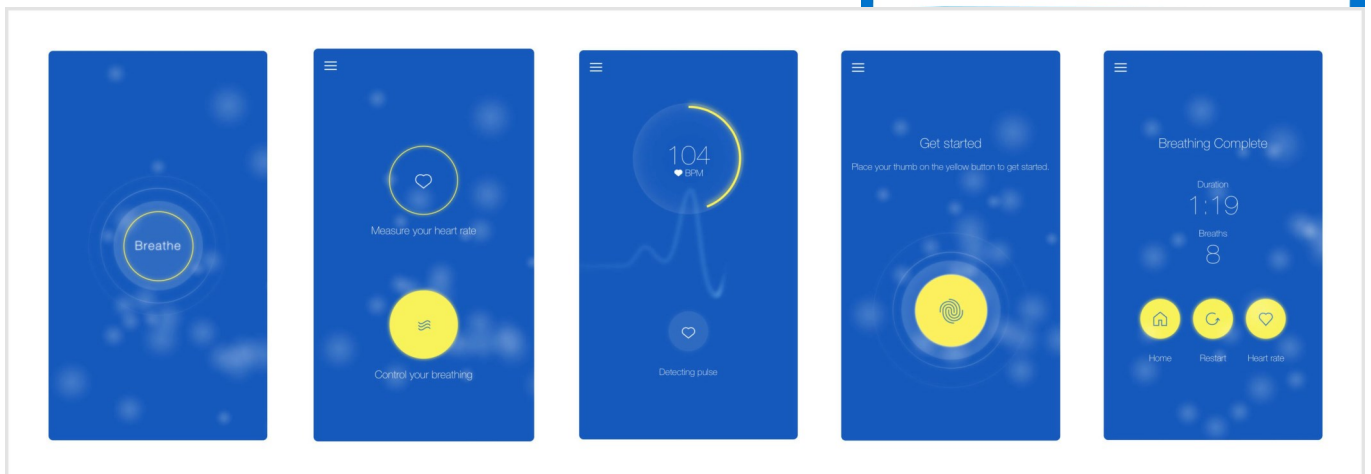 Breathe
Measure your heart rate
Control your breathing
104
BPM
Detecting pulse
Get started
Place your thumb on the yellow button to get started.
Breathing Complete
Duration
1:19
Breaths
8
Home Restart Heart rate